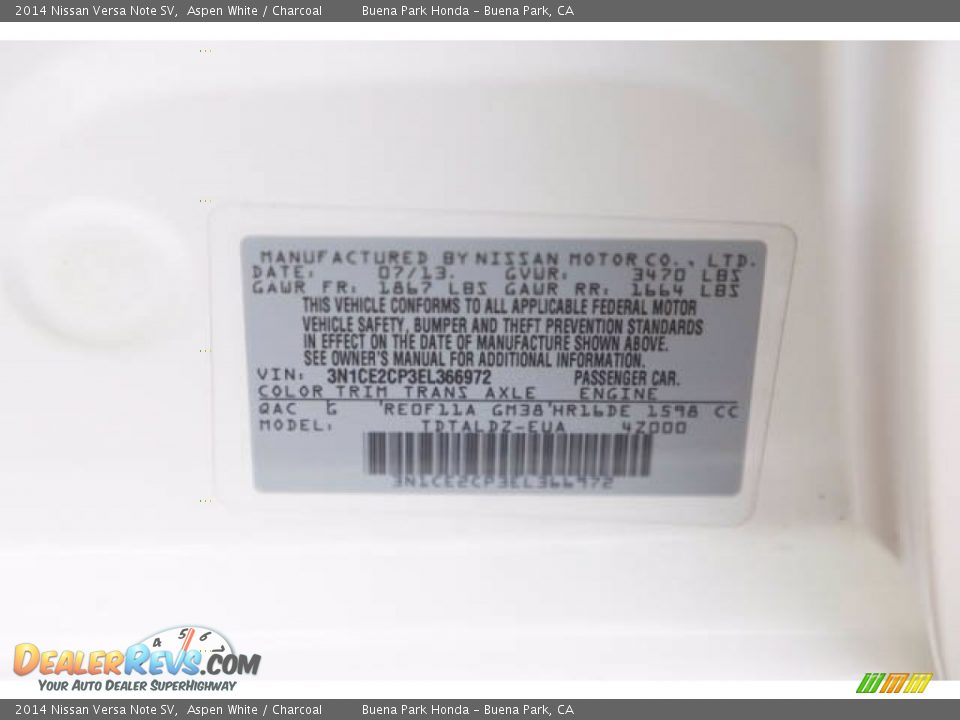 2014 Nissan Versa Note SV, Aspen White / Charcoal Buena Park Honda – Buena Park, CA
MANUFACTURED BY NISSAN MOTOR CO., LTD.
DATE: 07/13. GVWR: 3470 LBS
GAWR FR: 1867 LBS GAWR RR: 1664 LBS
THIS VEHICLE CONFORMS TO ALL APPLICABLE FEDERAL MOTOR
VEHICLE SAFETY, BUMPER AND THEFT PREVENTION STANDARDS
IN EFFECT ON THE DATE OF MANUFACTURE SHOWN ABOVE.
SEE OWNER'S MANUAL FOR ADDITIONAL INFORMATION.
VIN: 3N1CE2CP3EL366972 PASSENGER CAR.
COLOR TRIM TRANS AXLE ENGINE
QAC G RE0F11A GM38 HR16DE 1598 CC
MODEL: TDTALDZ-EUA 4Z000
3N1CE2CP3EL366972
4 5 6 7
DEALERREVS.COM
YOUR AUTO DEALER SUPERHIGHWAY
2014 Nissan Versa Note SV, Aspen White / Charcoal Buena Park Honda – Buena Park, CA